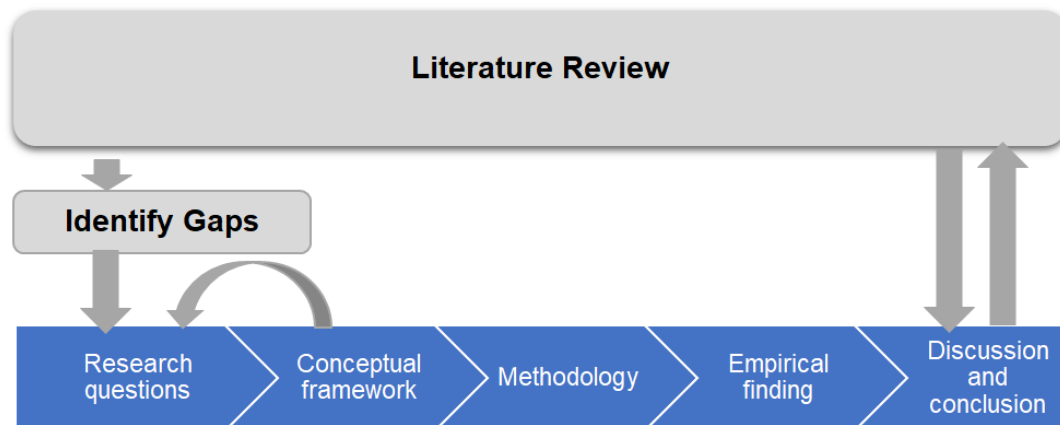 Literature Review
Identify Gaps
Research
questions
Conceptual
framework
Methodology
Empirical
finding
Discussion
and
conclusion